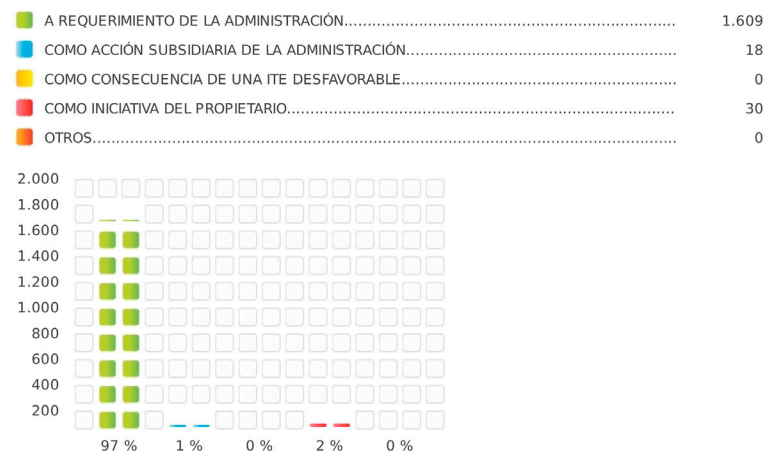 A REQUERIMIENTO DE LA ADMINISTRACIÓN........................................................................ 1.609
COMO ACCIÓN SUBSIDIARIA DE LA ADMINISTRACIÓN.......................................................... 18
COMO CONSECUENCIA DE UNA ITE DESFAVORABLE........................................................... 0
COMO INICIATIVA DEL PROPIETARIO................................................................................... 30
OTROS............................................................................................................................. 0
2.000
1.800
1.600
1.400
1.200
1.000
800
600
400
200
97 % 1 % 0 % 2 % 0 %